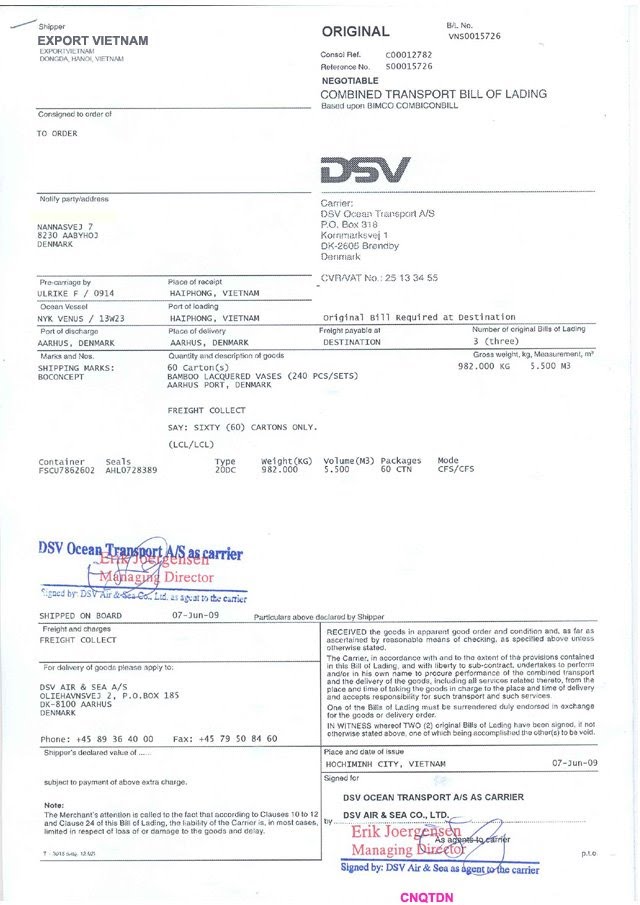 Shipper
EXPORT VIETNAM
EXPORTVIETNAM
DONGDA, HANOI, VIETNAM
ORIGINAL
B/L No.
VNS0015726
Consol Ref. C00012782
Reference No. S00015726
NEGOTIABLE
COMBINED TRANSPORT BILL OF LADING
Based upon BIMCO COMBICONBILL
Consigned to order of
TO ORDER
DSV
Notify party/address
NANNASVEJ 7
8230 AABYHOJ
DENMARK
Carrier:
DSV Ocean Transport A/S
P.O. Box 318
Kornmarksvej 1
DK-2605 Brøndby
Denmark
CVR/VAT No.: 25 13 34 55
Pre-carriage by Place of receipt
ULRIKE F / 0914 HAIPHONG, VIETNAM
Ocean Vessel Port of loading
NYK VENUS / 13W23 HAIPHONG, VIETNAM Original Bill Required at Destination
Port of discharge Place of delivery Freight payable at Number of original Bills of Lading
AARHUS, DENMARK AARHUS, DENMARK DESTINATION 3 (three)
Marks and Nos. Quantity and description of goods Gross weight, kg, Measurement, m³
SHIPPING MARKS: 60 Carton(s) 982.000 KG 5.500 M3
BOCONCEPT BAMBOO LACQUERED VASES (240 PCS/SETS)
AARHUS PORT, DENMARK
FREIGHT COLLECT
SAY: SIXTY (60) CARTONS ONLY.
(LCL/LCL)
Container Seals Type Weight(KG) Volume(M3) Packages Mode
FSCU7862602 AHL0728389 20DC 982.000 5.500 60 CTN CFS/CFS
DSV Ocean Transport A/S as carrier
Erik Joergensen
Managing Director
Signed by: DSV Air & Sea Co., Ltd. as agent to the carrier
SHIPPED ON BOARD 07-Jun-09 Particulars above declared by Shipper
Freight and charges
FREIGHT COLLECT
For delivery of goods please apply to:
DSV AIR & SEA A/S
OLIEHAVNSVEJ 2, P.O.BOX 185
DK-8100 AARHUS
DENMARK
Phone: +45 89 36 40 00 Fax: +45 79 50 84 60
RECEIVED the goods in apparent good order and condition and, as far as
ascertained by reasonable means of checking, as specified above unless
otherwise stated.
The Carrier, in accordance with and to the extent of the provisions contained
in this Bill of Lading, and with liberty to sub-contract, undertakes to perform
and/or in his own name to procure performance of the combined transport
and the delivery of the goods, including all services related thereto, from the
place and time of taking the goods in charge to the place and time of delivery
and accepts responsibility for such transport and such services.
One of the Bills of Lading must be surrendered duly endorsed in exchange
for the goods or delivery order.
IN WITNESS whereof TWO (2) original Bills of Lading have been signed, if not
otherwise stated above, one of which being accomplished the other(s) to be void.
Shipper's declared value of ......
subject to payment of above extra charge.
Note:
The Merchant's attention is called to the fact that according to Clauses 10 to 12
and Clause 24 of this Bill of Lading, the liability of the Carrier is, in most cases,
limited in respect of loss of or damage to the goods and delay.
Place and date of issue
HOCHIMINH CITY, VIETNAM 07-Jun-09
Signed for
DSV OCEAN TRANSPORT A/S AS CARRIER
DSV AIR & SEA CO., LTD.
by
Erik Joergensen
As agents to carrier
Managing Director
p.t.o
Signed by: DSV Air & Sea as agent to the carrier
CNQTDN